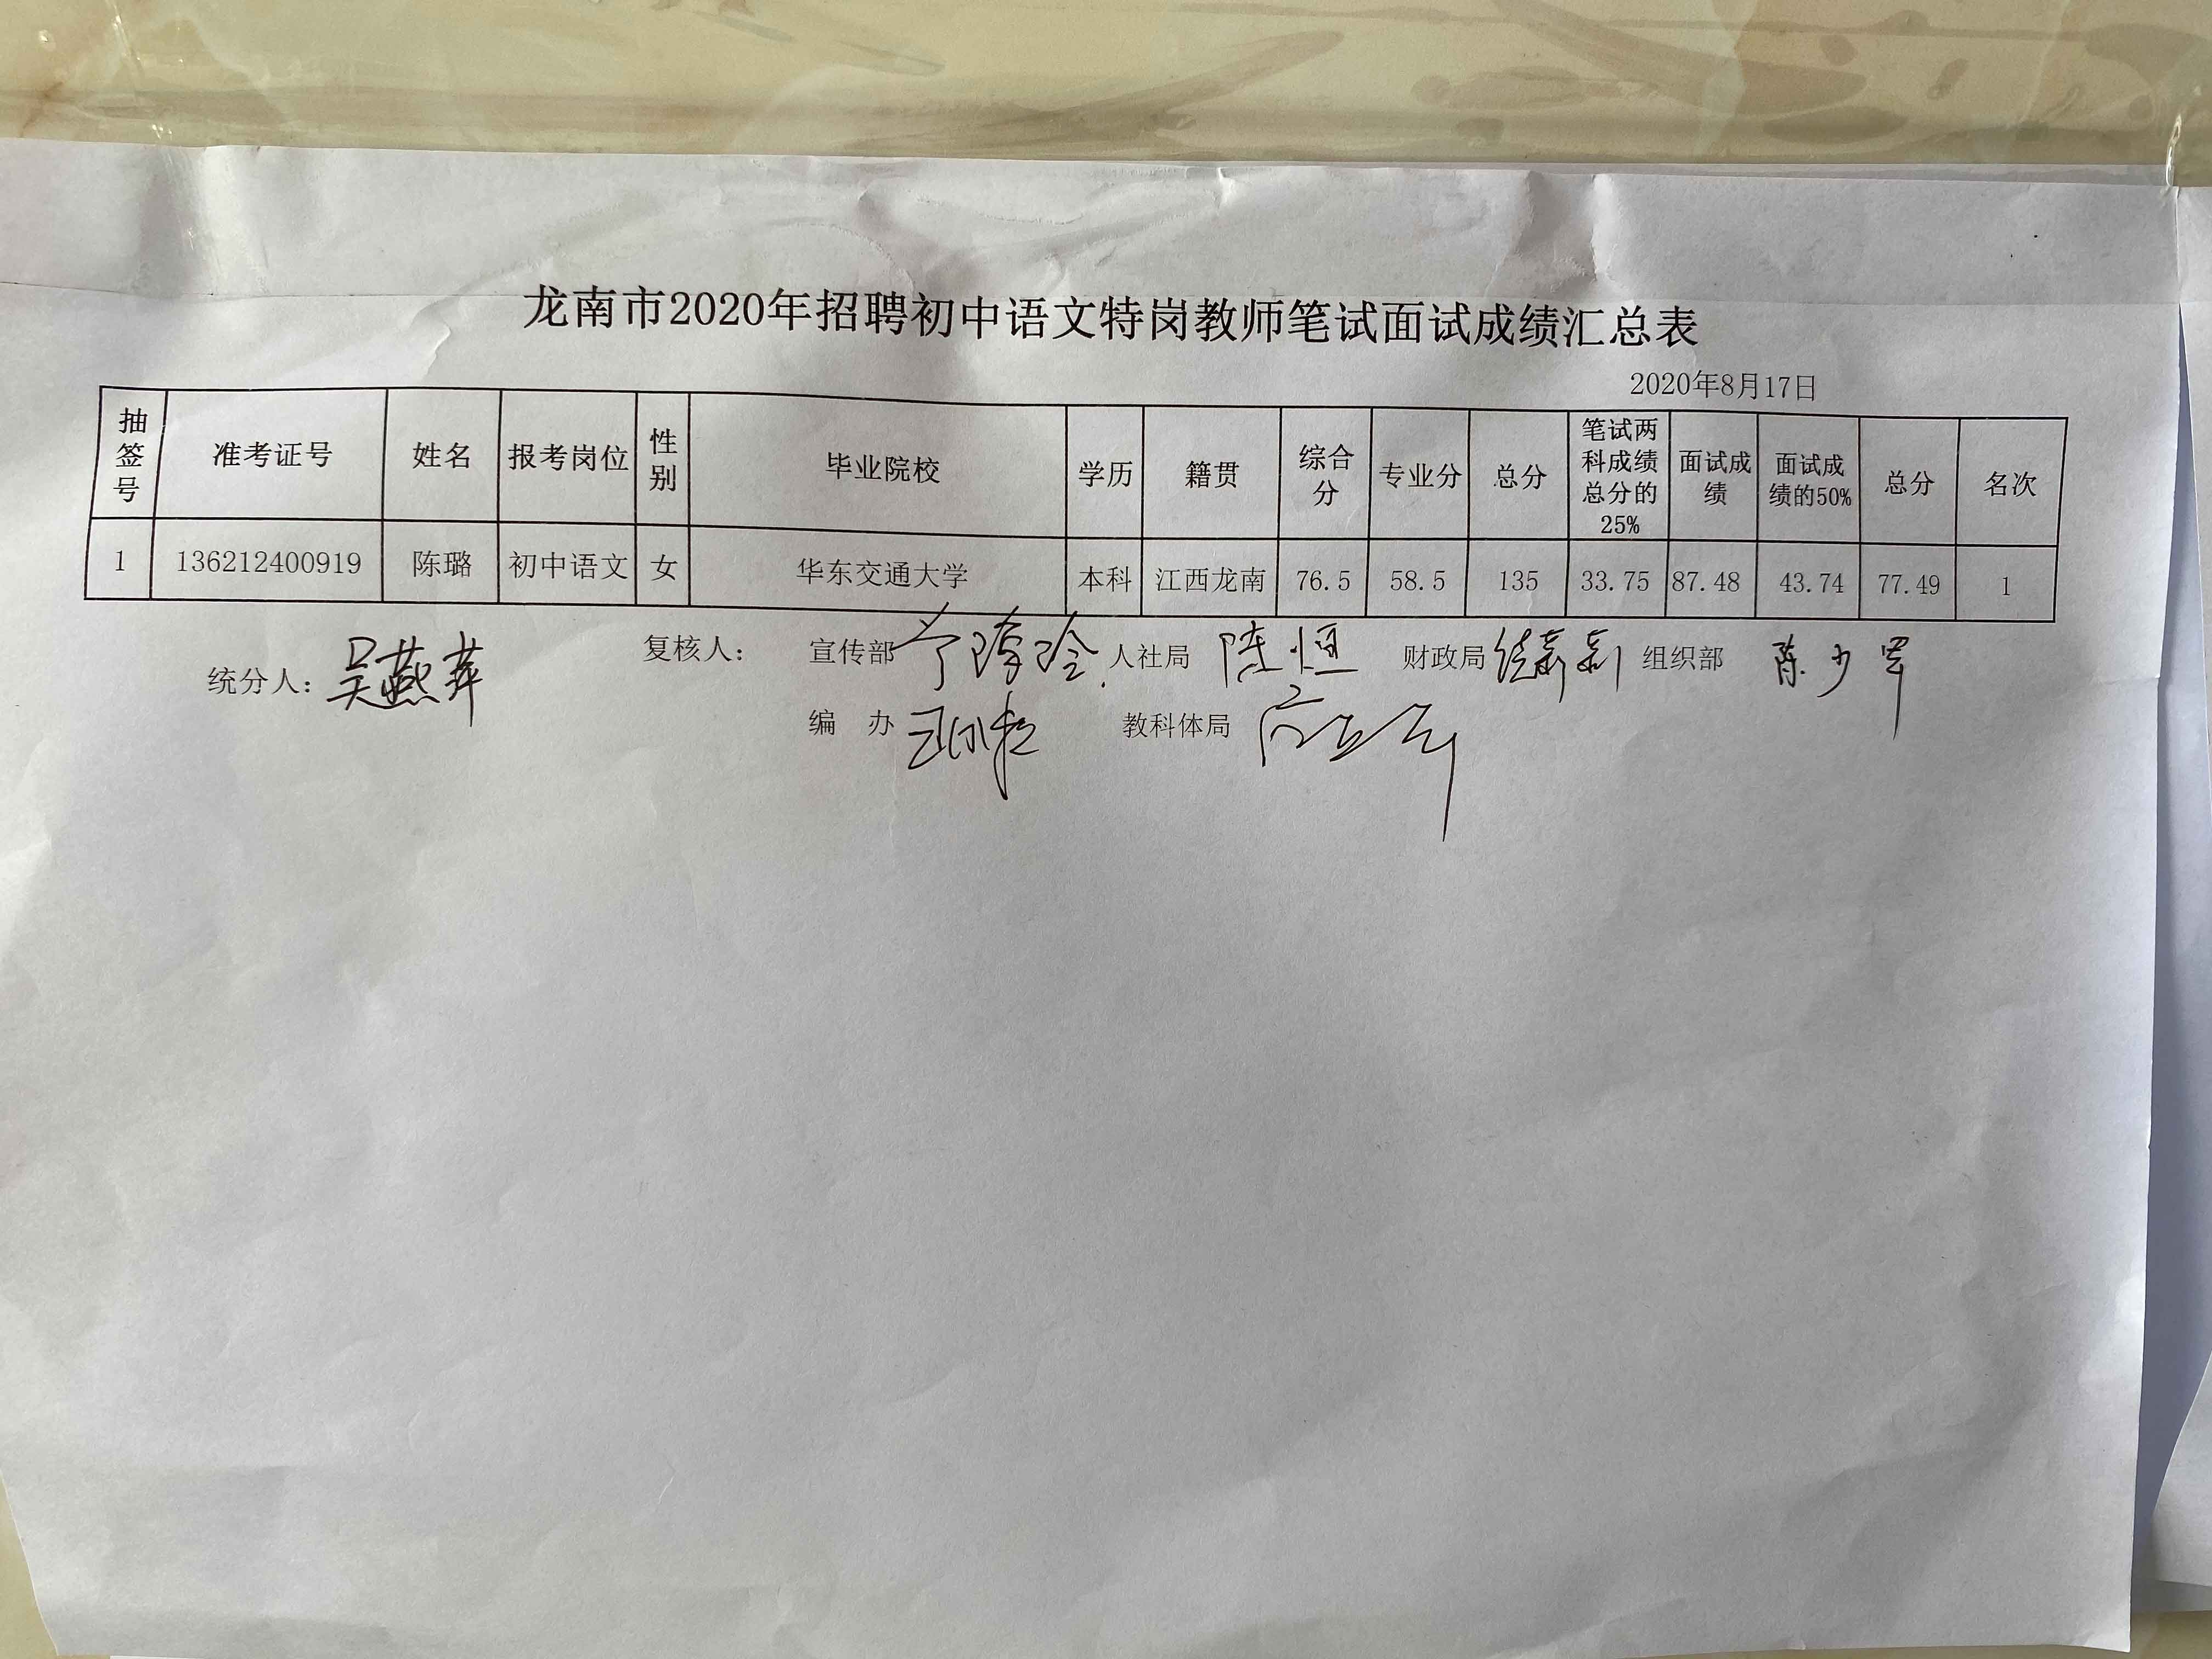 龙南市2020年招聘初中语文特岗教师笔试面试成绩汇总表
2020年8月17日
抽签号 准考证号 姓名 报考岗位 性别 毕业院校 学历 籍贯 综合分 专业分 总分 笔试两科成绩总分的25% 面试成绩 面试成绩的50% 总分 名次
1 136212400919 陈璐 初中语文 女 华东交通大学 本科 江西龙南 76.5 58.5 135 33.75 87.48 43.74 77.49 1
统分人：吴燕萍 复核人： 宣传部 人社局 陆恒 财政局 组织部 陈少军
编 办 教科体局